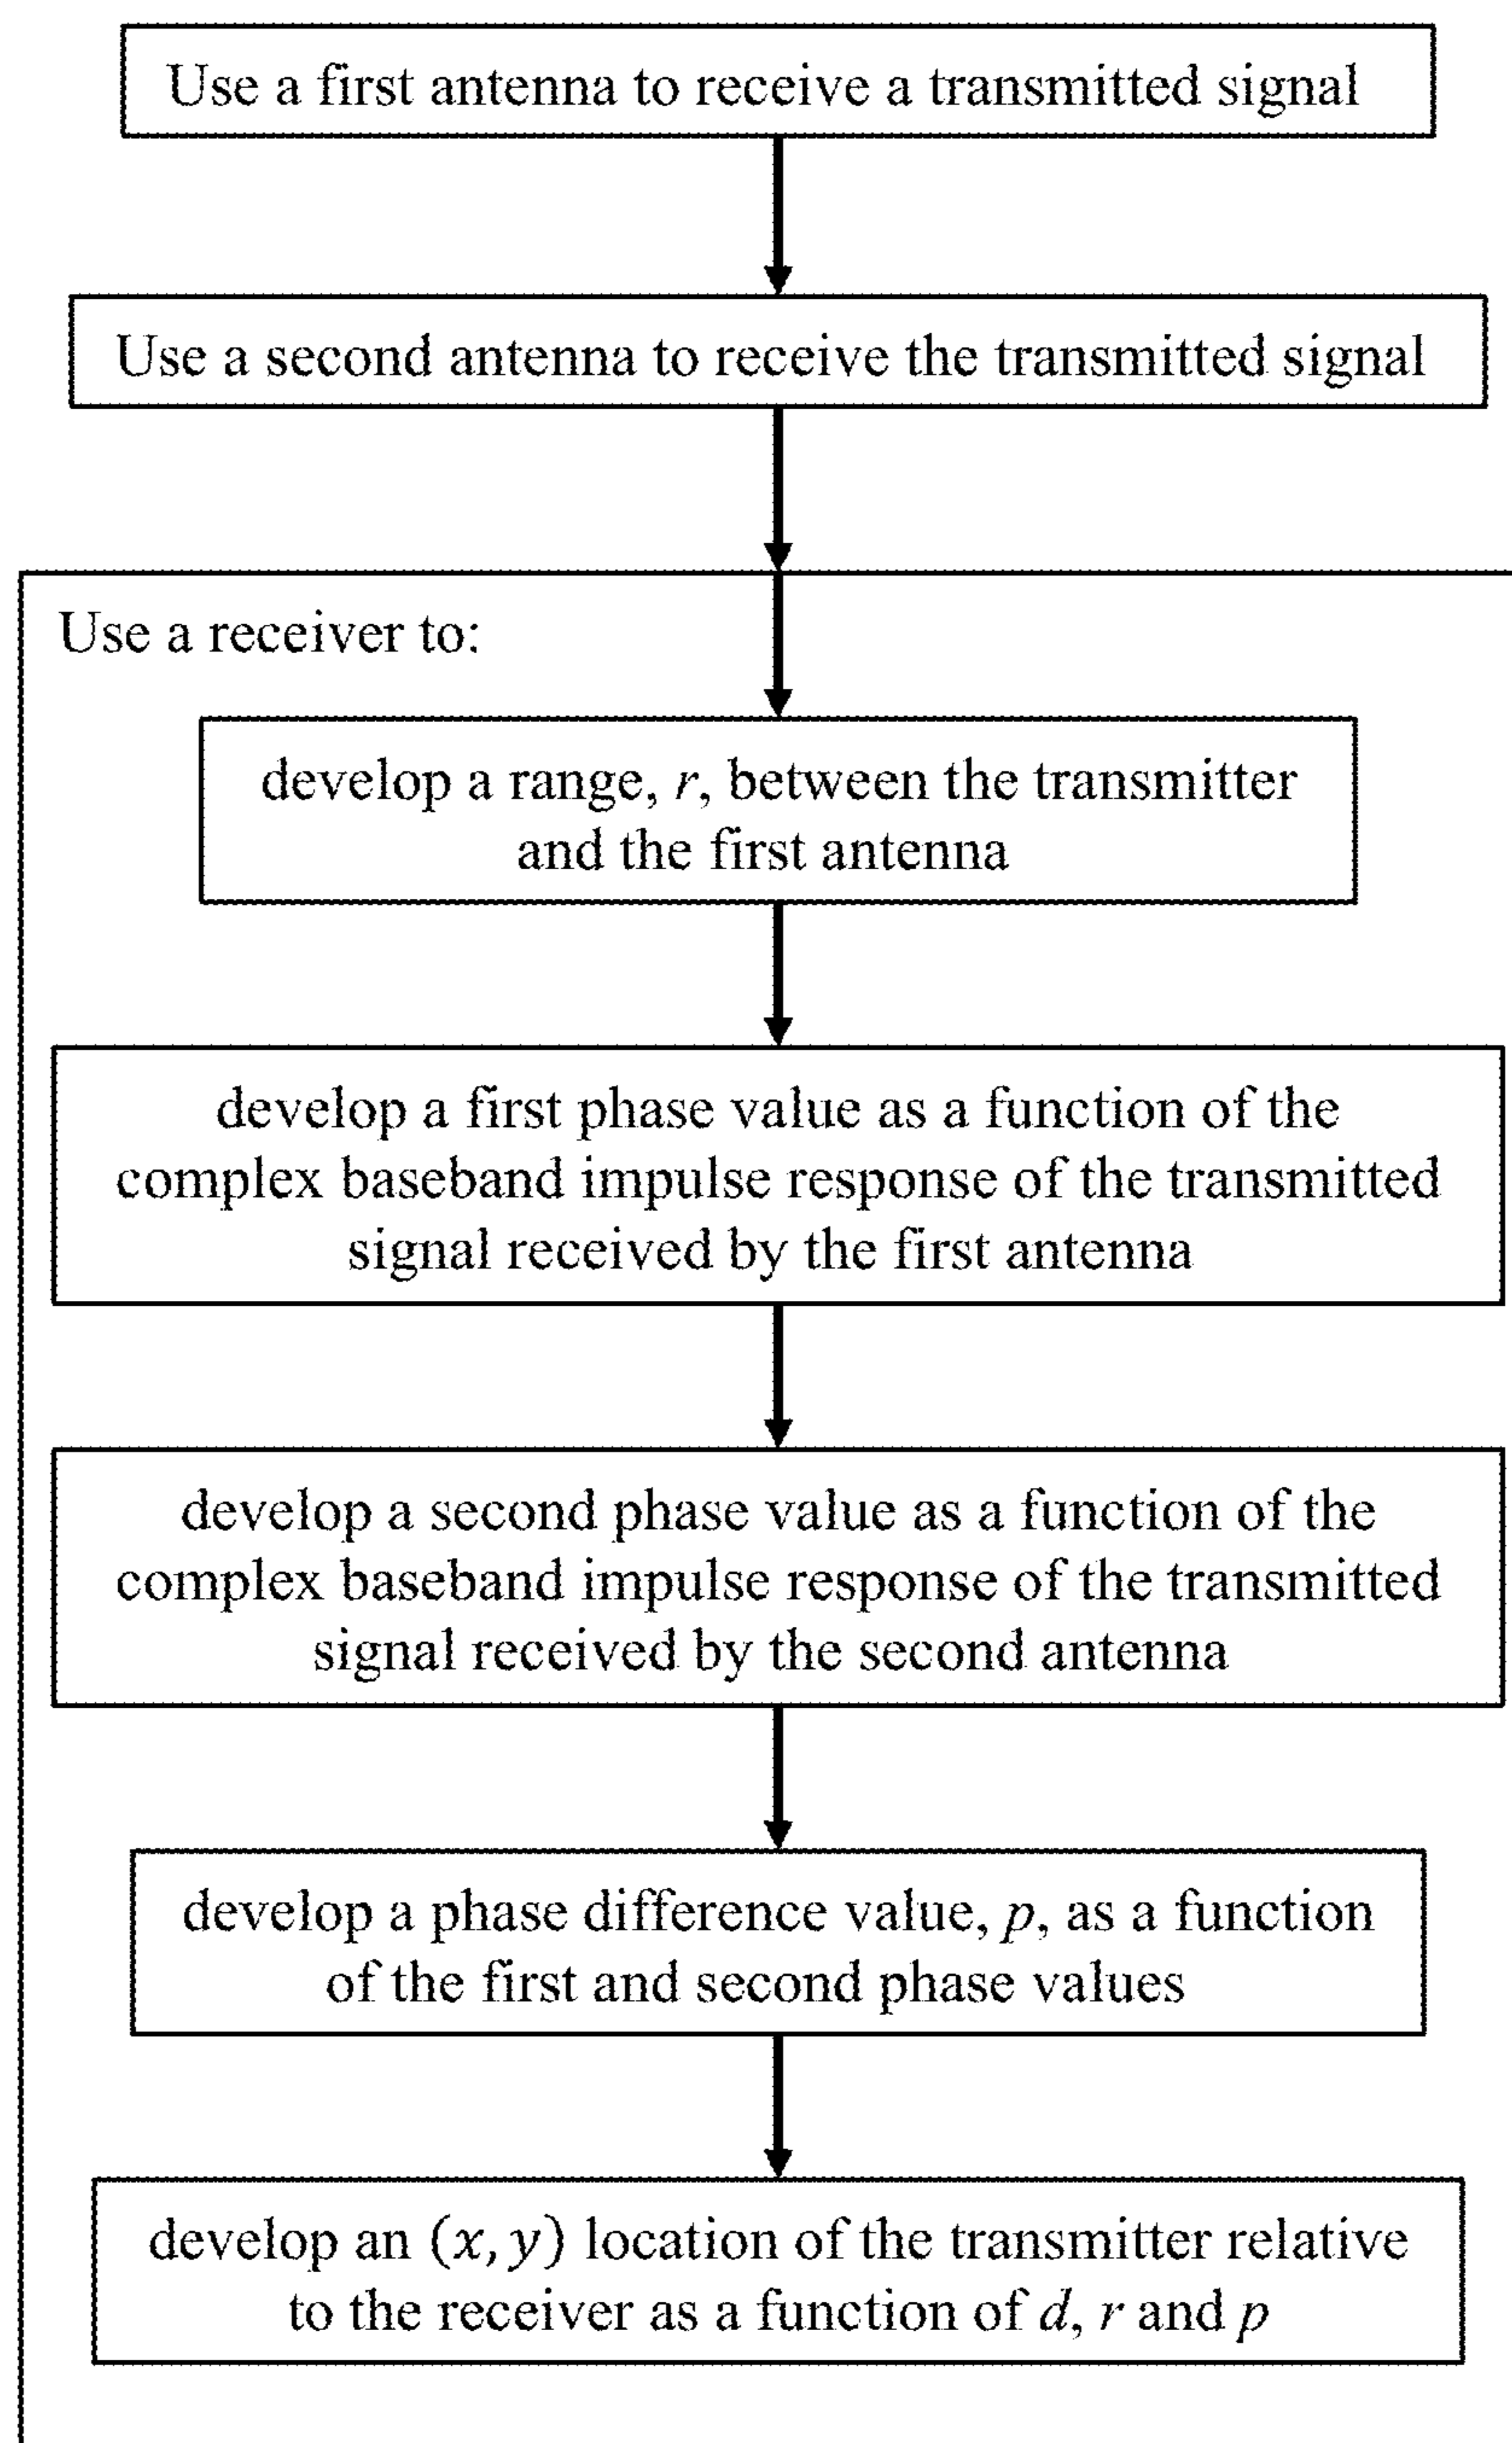 Use a first antenna to receive a transmitted signal
Use a second antenna to receive the transmitted signal
Use a receiver to:
develop a range, r, between the transmitter
and the first antenna
develop a first phase value as a function of the
complex baseband impulse response of the transmitted
signal received by the first antenna
develop a second phase value as a function of the
complex baseband impulse response of the transmitted
signal received by the second antenna
develop a phase difference value, p, as a function
of the first and second phase values
develop an (x, y) location of the transmitter relative
to the receiver as a function of d, r and p